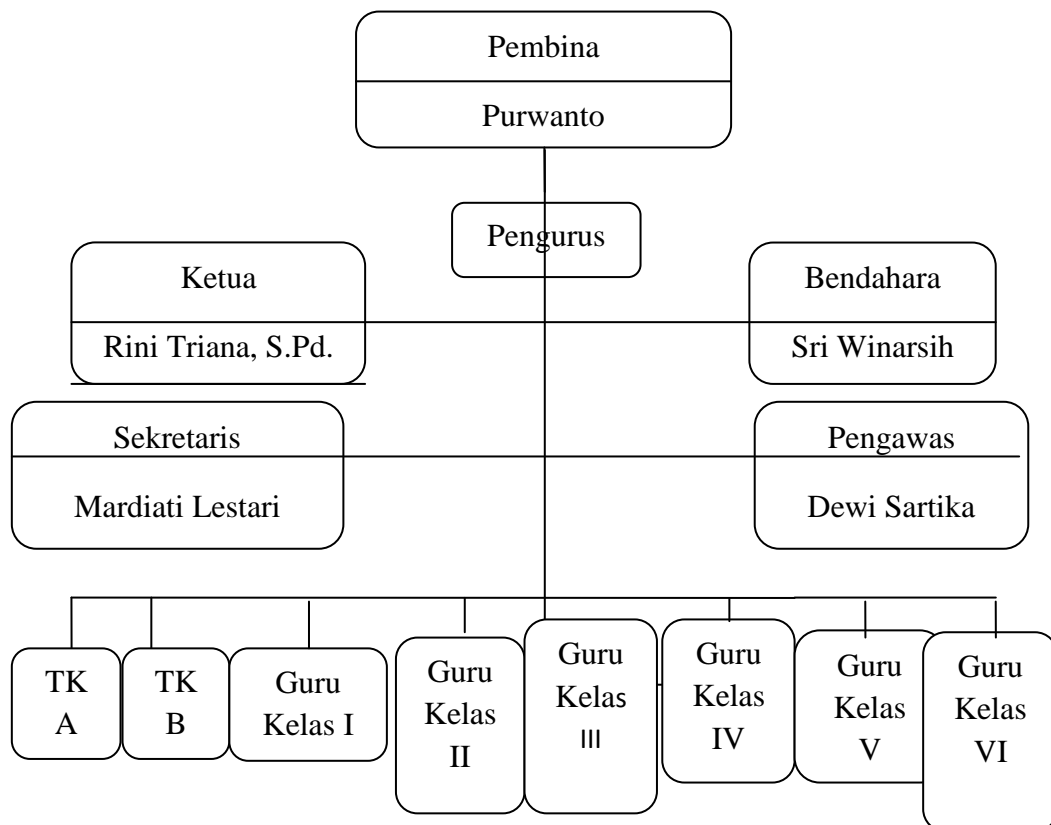 Pembina
Purwanto
Pengurus
Ketua
Rini Triana, S.Pd.
Bendahara
Sri Winarsih
Sekretaris
Mardiati Lestari
Pengawas
Dewi Sartika
TK
A
TK
B
Guru
Kelas I
Guru
Kelas
II
Guru
Kelas
III
Guru
Kelas
IV
Guru
Kelas
V
Guru
Kelas
VI